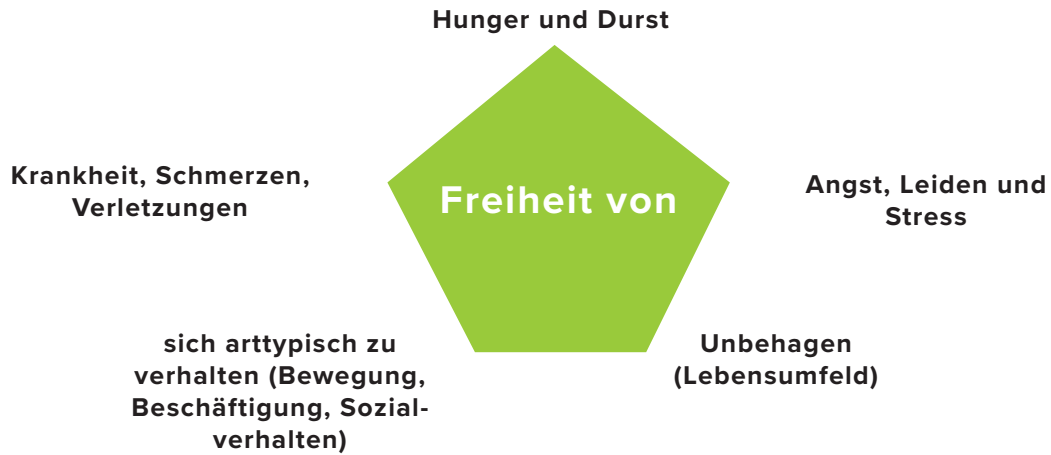 Hunger und Durst
Krankheit, Schmerzen,
Verletzungen
Freiheit von
Angst, Leiden und
Stress
sich arttypisch zu
verhalten (Bewegung,
Beschäftigung, Sozial-
verhalten)
Unbehagen
(Lebensumfeld)